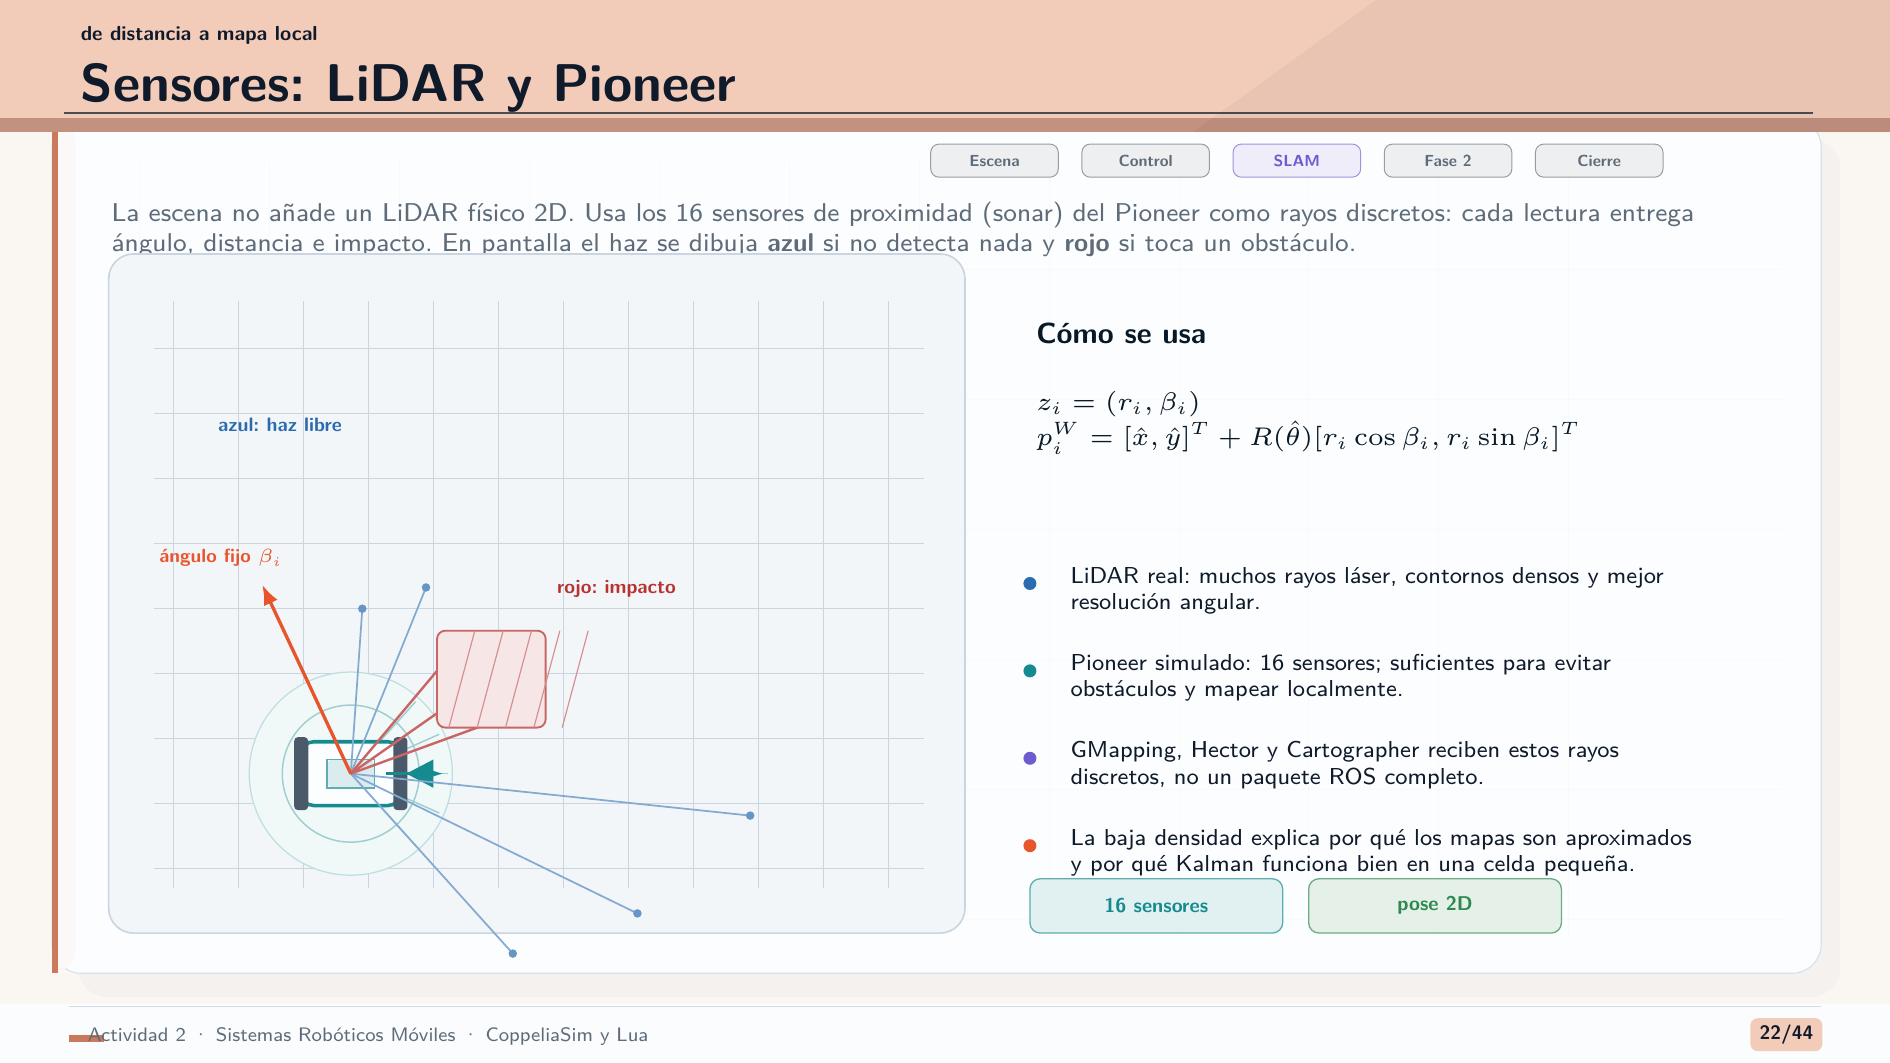 de distancia a mapa local
Sensores: LiDAR y Pioneer
Escena
Control
SLAM
Fase 2
Cierre
La escena no añade un LiDAR físico 2D. Usa los 16 sensores de proximidad (sonar) del Pioneer como rayos discretos: cada lectura entrega
ángulo, distancia e impacto. En pantalla el haz se dibuja azul si no detecta nada y rojo si toca un obstáculo.
azul: haz libre
ángulo fijo βᵢ
rojo: impacto
Cómo se usa
zᵢ = (rᵢ, βᵢ)
pᵢᵂ = [x̂, ŷ]ᵀ + R(θ̂)[rᵢ cos βᵢ, rᵢ sin βᵢ]ᵀ
LiDAR real: muchos rayos láser, contornos densos y mejor
resolución angular.
Pioneer simulado: 16 sensores; suficientes para evitar
obstáculos y mapear localmente.
GMapping, Hector y Cartographer reciben estos rayos
discretos, no un paquete ROS completo.
La baja densidad explica por qué los mapas son aproximados
y por qué Kalman funciona bien en una celda pequeña.
16 sensores
pose 2D
Actividad 2 · Sistemas Robóticos Móviles · CoppeliaSim y Lua
22/44